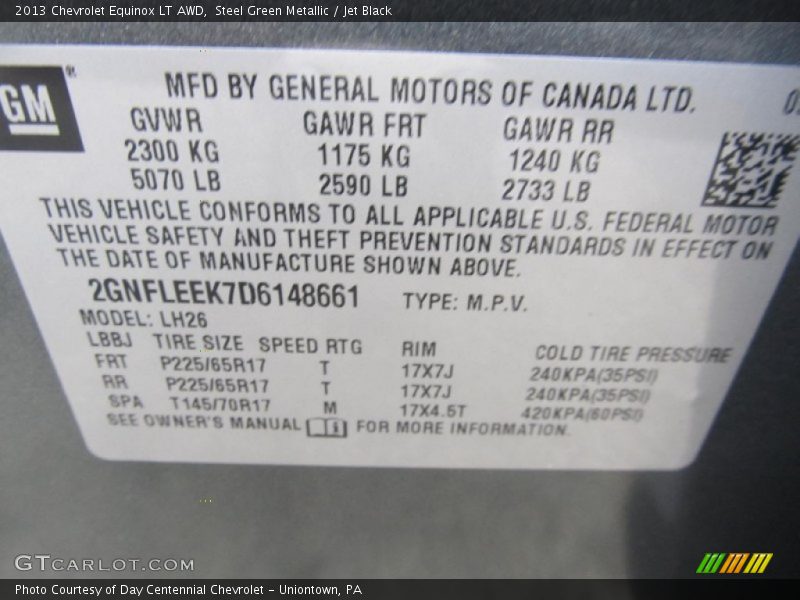 2013 Chevrolet Equinox LT AWD, Steel Green Metallic / Jet Black
GM®
MFD BY GENERAL MOTORS OF CANADA LTD.
GVWR GAWR FRT GAWR RR
2300 KG 1175 KG 1240 KG
5070 LB 2590 LB 2733 LB
THIS VEHICLE CONFORMS TO ALL APPLICABLE U.S. FEDERAL MOTOR
VEHICLE SAFETY AND THEFT PREVENTION STANDARDS IN EFFECT ON
THE DATE OF MANUFACTURE SHOWN ABOVE.
2GNFLEEK7D6148661 TYPE: M.P.V.
MODEL: LH26
LBBJ TIRE SIZE SPEED RTG RIM COLD TIRE PRESSURE
FRT P225/65R17 T 17X7J 240KPA(35PSI)
RR P225/65R17 T 17X7J 240KPA(35PSI)
SPA T145/70R17 M 17X4.5T 420KPA(60PSI)
SEE OWNER'S MANUAL FOR MORE INFORMATION.
GTCARLOT.COM
Photo Courtesy of Day Centennial Chevrolet - Uniontown, PA